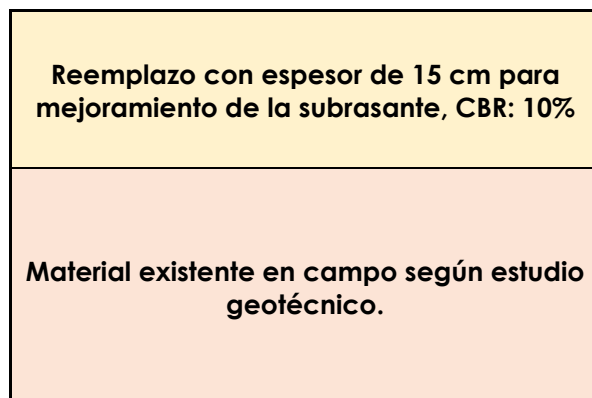 Reemplazo con espesor de 15 cm para
mejoramiento de la subrasante, CBR: 10%
Material existente en campo según estudio
geotécnico.